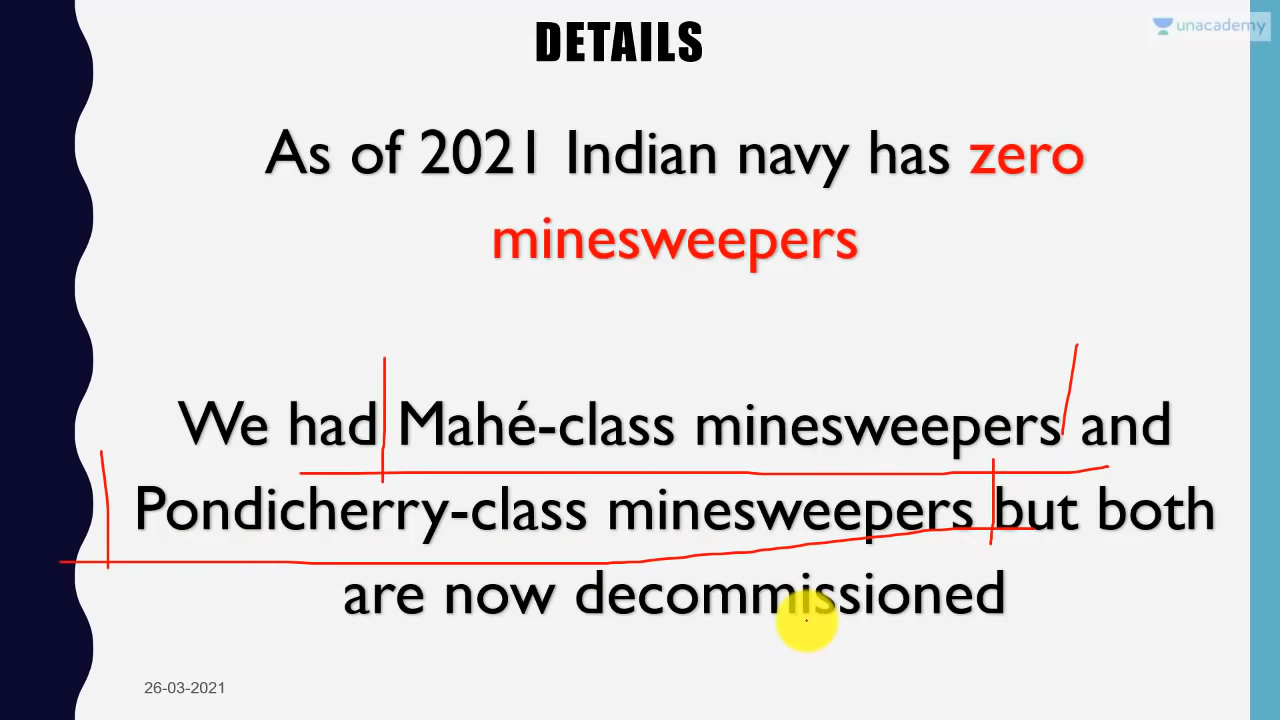 DETAILS
unacademy
As of 2021 Indian navy has zero
minesweepers
We had Mahé-class minesweepers and
Pondicherry-class minesweepers but both
are now decommissioned
26-03-2021